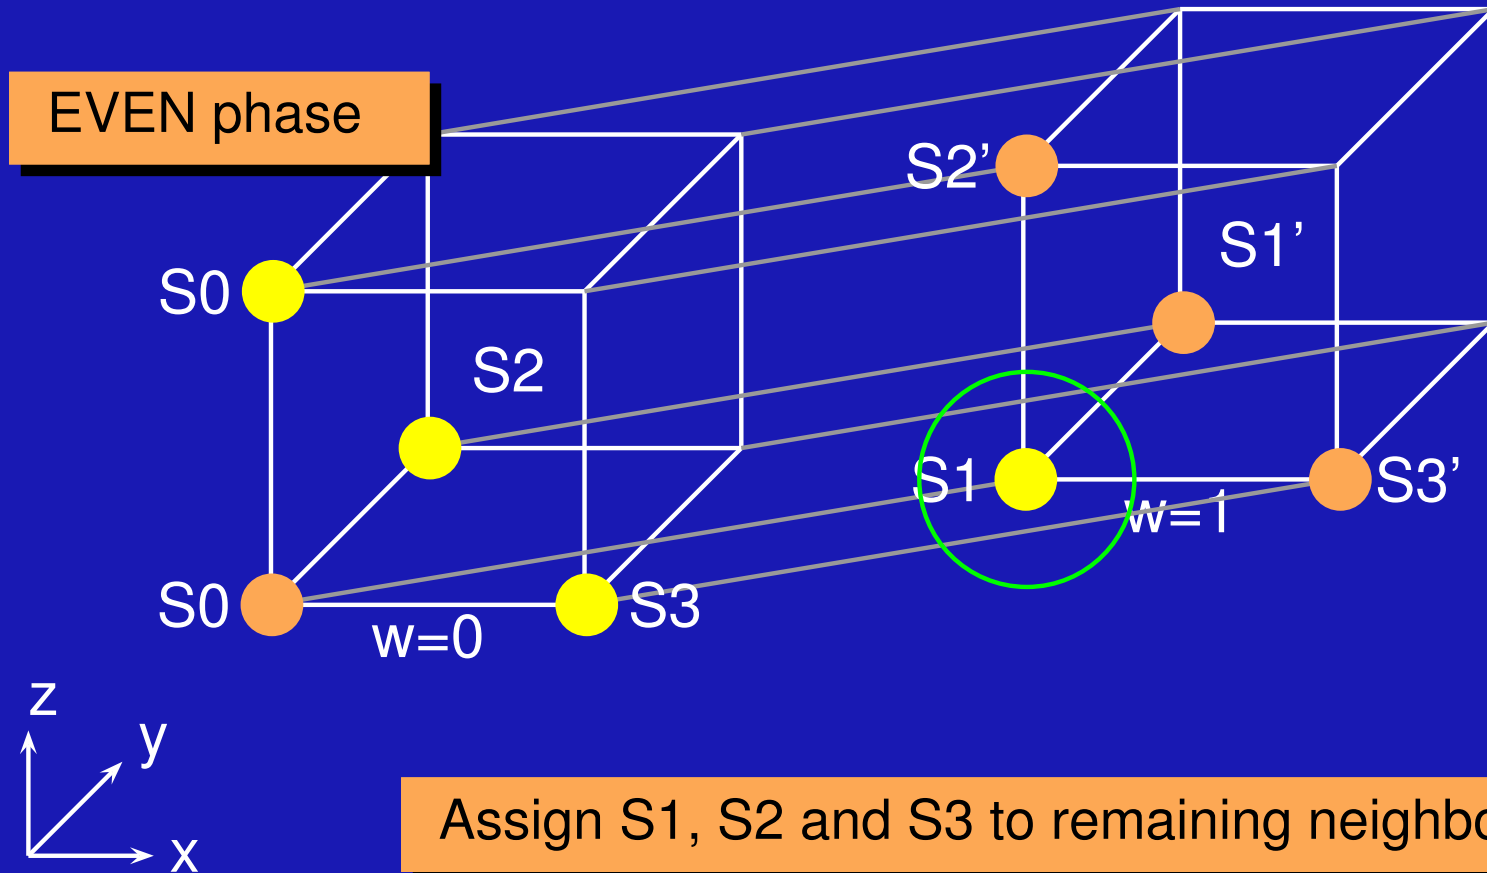 EVEN phase
S2’
S1’
S0
S2
S1
S3’
w=1
S0
S3
w=0
z
y
x
Assign S1, S2 and S3 to remaining